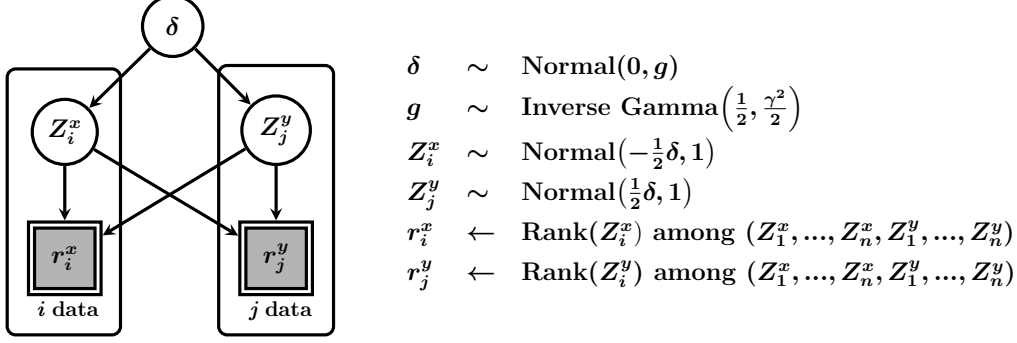 δ
Z_i^x Z_j^y
r_i^x r_j^y
i data j data
δ ∼ Normal(0, g)
g ∼ Inverse Gamma(1/2, γ²/2)
Z_i^x ∼ Normal(−1/2 δ, 1)
Z_j^y ∼ Normal(1/2 δ, 1)
r_i^x ← Rank(Z_i^x) among (Z_1^x, ..., Z_n^x, Z_1^y, ..., Z_n^y)
r_j^y ← Rank(Z_i^y) among (Z_1^x, ..., Z_n^x, Z_1^y, ..., Z_n^y)